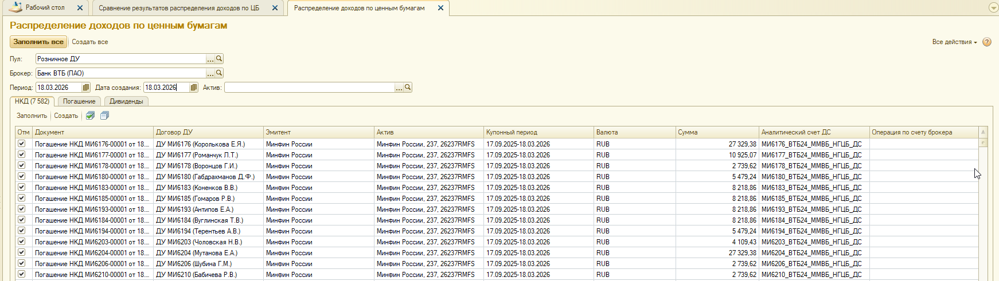 Рабочий стол Сравнение результатов распределения доходов по ЦБ Распределение доходов по ценным бумагам
Распределение доходов по ценным бумагам
Заполнить все Создать все Все действия ?
Пул: Розничное ДУ ...
Брокер: Банк ВТБ (ПАО) ...
Период: 18.03.2026 Дата создания: 18.03.2026 Актив: ...
НКД (7 582) Погашение Дивиденды
Заполнить Создать
Отм Документ Договор ДУ Эмитент Актив Купонный период Валюта Сумма Аналитический счет ДС Операция по счету брокера
Погашение НКД МИ6176-00001 от 18.... ДУ МИ6176 (Королькова Е.Я.) Минфин России Минфин России, 237, 26237RMFS 17.09.2025-18.03.2026 RUB 27 329,38 МИ6176_ВТБ24_ММВБ_НГЦБ_ДС
Погашение НКД МИ6177-00001 от 18.... ДУ МИ6177 (Романчук Л.Т.) Минфин России Минфин России, 237, 26237RMFS 17.09.2025-18.03.2026 RUB 10 925,07 МИ6177_ВТБ24_ММВБ_НГЦБ_ДС
Погашение НКД МИ6178-00001 от 18.... ДУ МИ6178 (Воронцов Г.И.) Минфин России Минфин России, 237, 26237RMFS 17.09.2025-18.03.2026 RUB 2 739,62 МИ6178_ВТБ24_ММВБ_НГЦБ_ДС
Погашение НКД МИ6180-00001 от 18.... ДУ МИ6180 (Габдрахманов Д.Ф.) Минфин России Минфин России, 237, 26237RMFS 17.09.2025-18.03.2026 RUB 5 479,24 МИ6180_ВТБ24_ММВБ_НГЦБ_ДС
Погашение НКД МИ6183-00001 от 18.... ДУ МИ6183 (Коненков В.В.) Минфин России Минфин России, 237, 26237RMFS 17.09.2025-18.03.2026 RUB 8 218,86 МИ6183_ВТБ24_ММВБ_НГЦБ_ДС
Погашение НКД МИ6185-00001 от 18.... ДУ МИ6185 (Гомаров Р.В.) Минфин России Минфин России, 237, 26237RMFS 17.09.2025-18.03.2026 RUB 8 218,86 МИ6185_ВТБ24_ММВБ_НГЦБ_ДС
Погашение НКД МИ6193-00001 от 18.... ДУ МИ6193 (Антипов Е.А.) Минфин России Минфин России, 237, 26237RMFS 17.09.2025-18.03.2026 RUB 8 218,86 МИ6193_ВТБ24_ММВБ_НГЦБ_ДС
Погашение НКД МИ6184-00001 от 18.... ДУ МИ6184 (Вуглинская Т.В.) Минфин России Минфин России, 237, 26237RMFS 17.09.2025-18.03.2026 RUB 8 218,86 МИ6184_ВТБ24_ММВБ_НГЦБ_ДС
Погашение НКД МИ6194-00001 от 18.... ДУ МИ6194 (Терентьев А.В.) Минфин России Минфин России, 237, 26237RMFS 17.09.2025-18.03.2026 RUB 5 479,24 МИ6194_ВТБ24_ММВБ_НГЦБ_ДС
Погашение НКД МИ6203-00001 от 18.... ДУ МИ6203 (Чоловская Н.В.) Минфин России Минфин России, 237, 26237RMFS 17.09.2025-18.03.2026 RUB 4 109,43 МИ6203_ВТБ24_ММВБ_НГЦБ_ДС
Погашение НКД МИ6204-00001 от 18.... ДУ МИ6204 (Мутанова Е.А.) Минфин России Минфин России, 237, 26237RMFS 17.09.2025-18.03.2026 RUB 27 329,38 МИ6204_ВТБ24_ММВБ_НГЦБ_ДС
Погашение НКД МИ6206-00001 от 18.... ДУ МИ6206 (Шубина Г.М.) Минфин России Минфин России, 237, 26237RMFS 17.09.2025-18.03.2026 RUB 2 739,62 МИ6206_ВТБ24_ММВБ_НГЦБ_ДС
Погашение НКД МИ6210-00001 от 18.... ДУ МИ6210 (Бабичева Р.В.) Минфин России Минфин России, 237, 26237RMFS 17.09.2025-18.03.2026 RUB 2 739,62 МИ6210_ВТБ24_ММВБ_НГЦБ_ДС